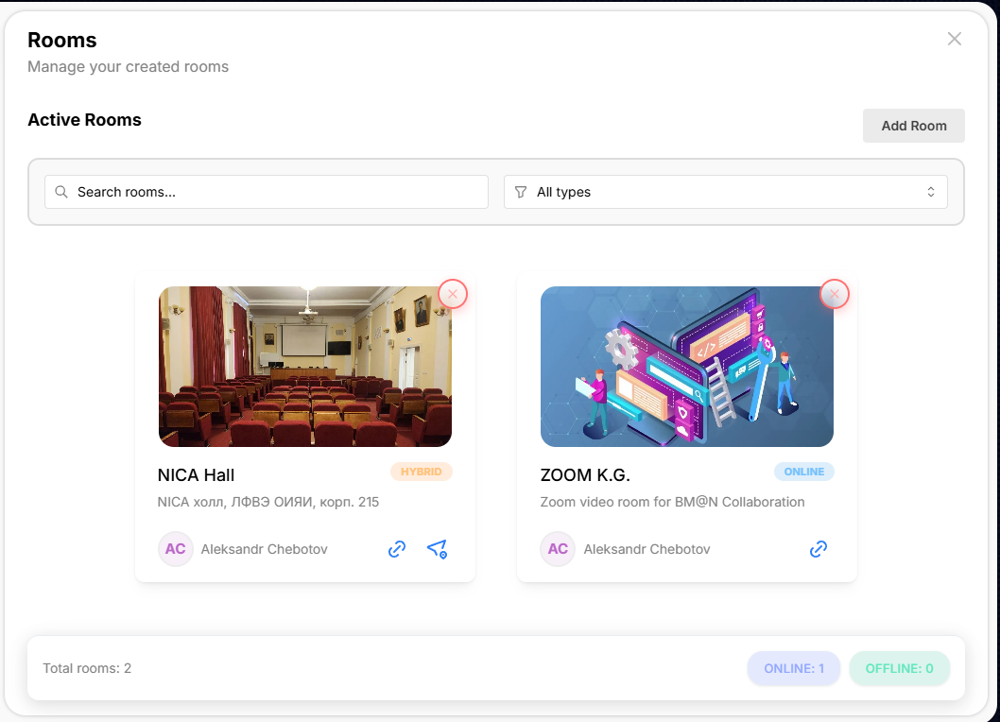 Rooms
Manage your created rooms
Active Rooms
Add Room
Search rooms...
All types
NICA Hall
HYBRID
NICA холл, ЛФВЭ ОИЯИ, корп. 215
AC
Aleksandr Chebotov
ZOOM K.G.
ONLINE
Zoom video room for BM@N Collaboration
AC
Aleksandr Chebotov
Total rooms: 2
ONLINE: 1
OFFLINE: 0